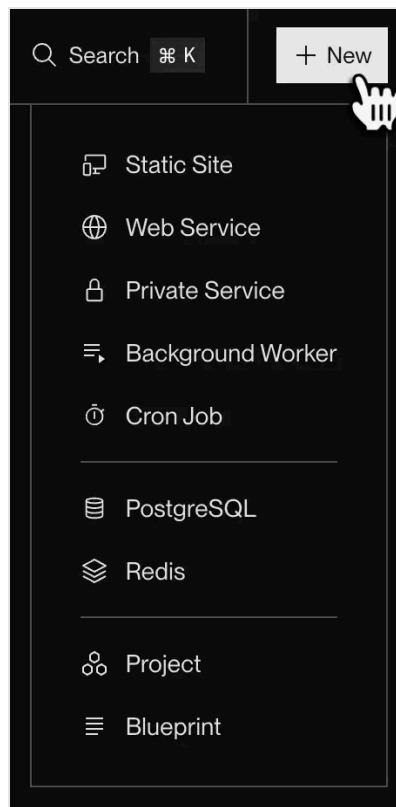 Search ⌘ K
+ New
Static Site
Web Service
Private Service
Background Worker
Cron Job
PostgreSQL
Redis
Project
Blueprint